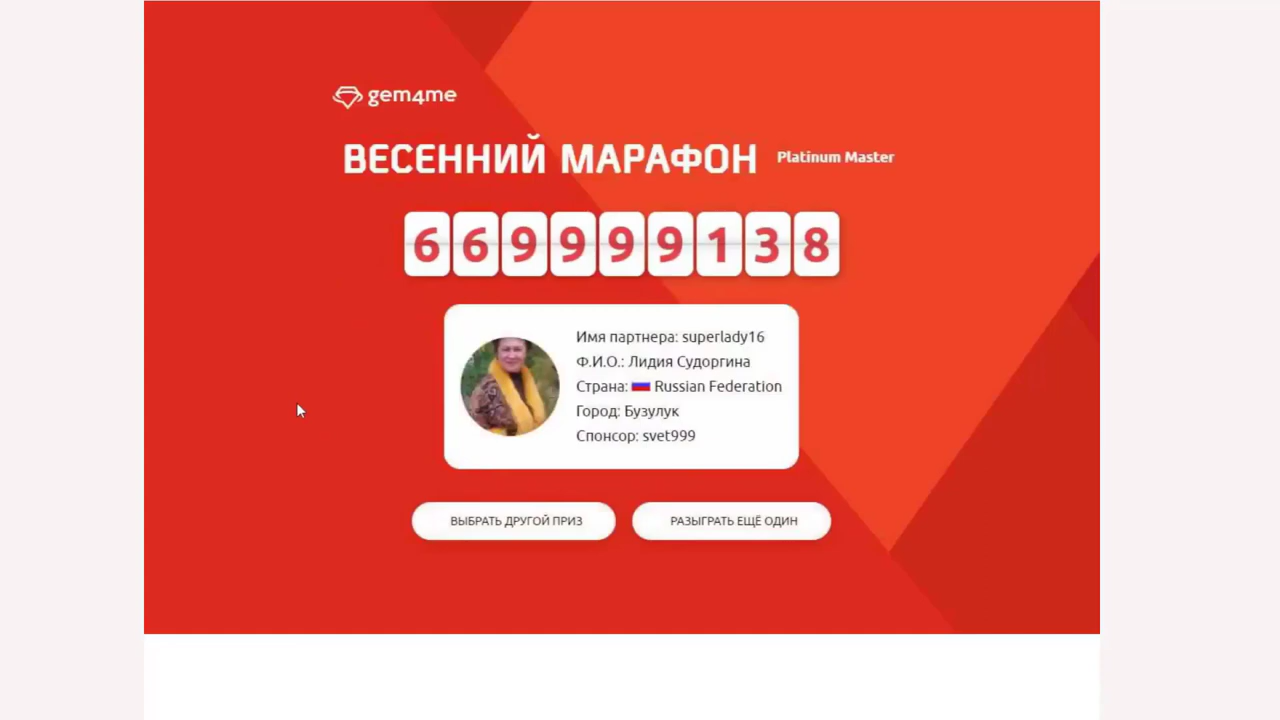 gem4me
ВЕСЕННИЙ МАРАФОН Platinum Master
669999138
Имя партнера: superlady16
Ф.И.О.: Лидия Судоргина
Страна: Russian Federation
Город: Бузулук
Спонсор: svet999
ВЫБРАТЬ ДРУГОЙ ПРИЗ РАЗЫГРАТЬ ЕЩЁ ОДИН